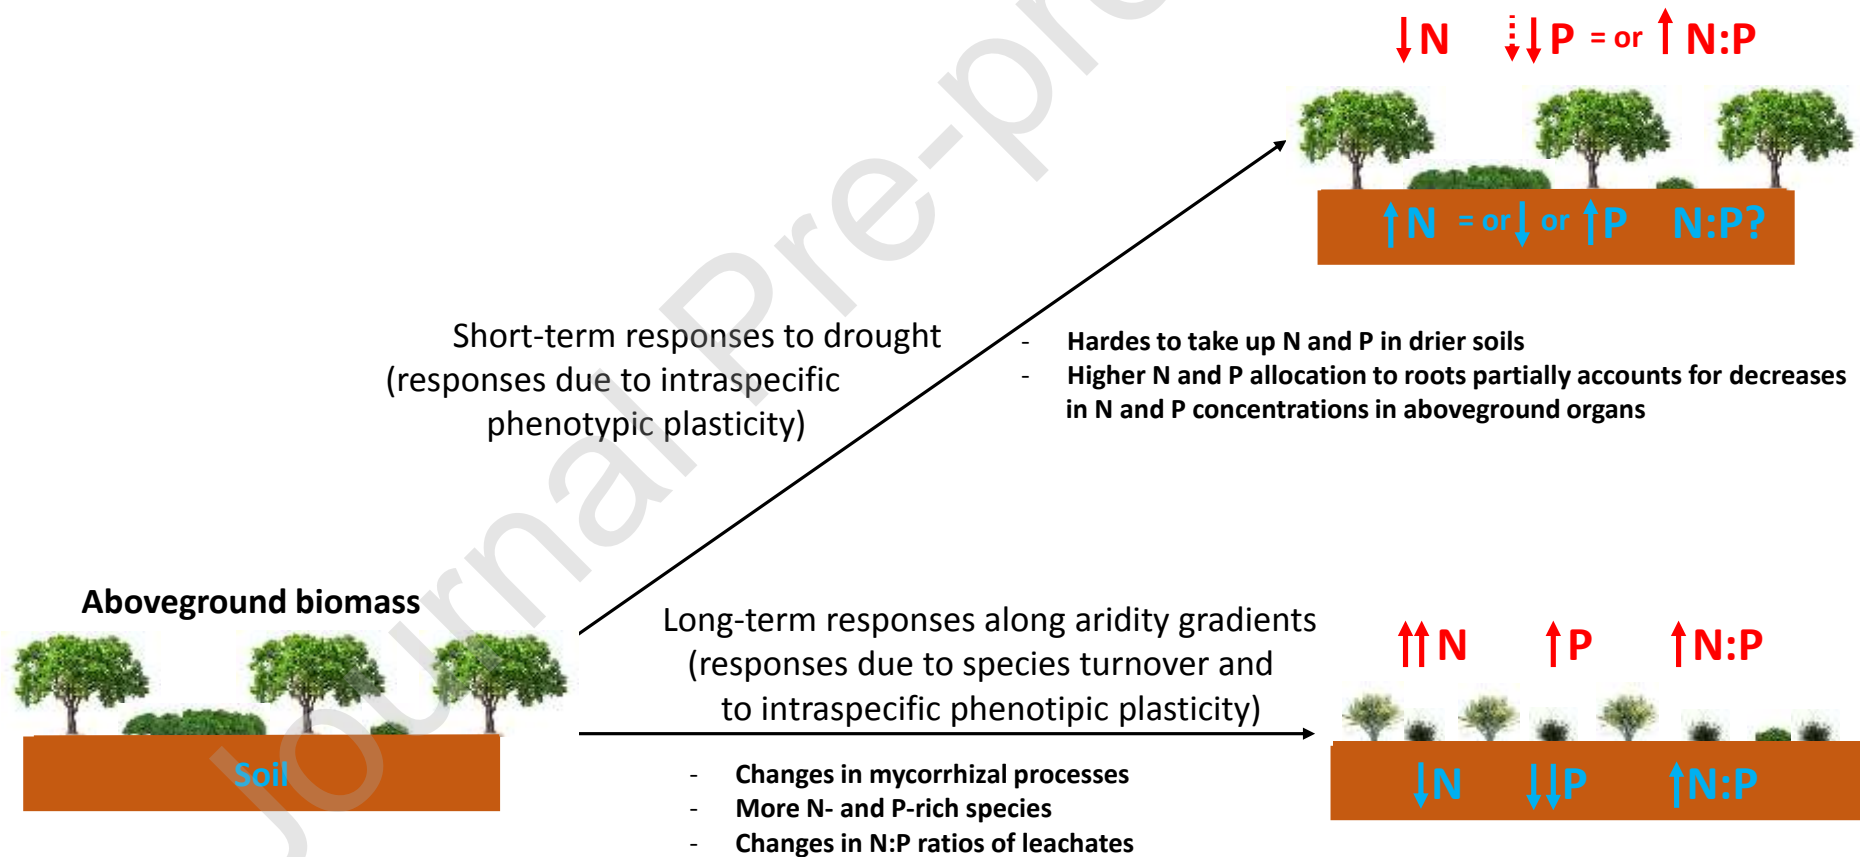 ↓N ⇣↓P = or ↑N:P
↑N = or ↓ or ↑P N:P?
Short-term responses to drought
(responses due to intraspecific
phenotypic plasticity)
- Hardes to take up N and P in drier soils
- Higher N and P allocation to roots partially accounts for decreases
in N and P concentrations in aboveground organs
Aboveground biomass
Soil
Long-term responses along aridity gradients
(responses due to species turnover and
to intraspecific phenotipic plasticity)
- Changes in mycorrhizal processes
- More N- and P-rich species
- Changes in N:P ratios of leachates
↑↑N ↑P ↑N:P
↓N ↓↓P ↑N:P
Journal Pre-pr